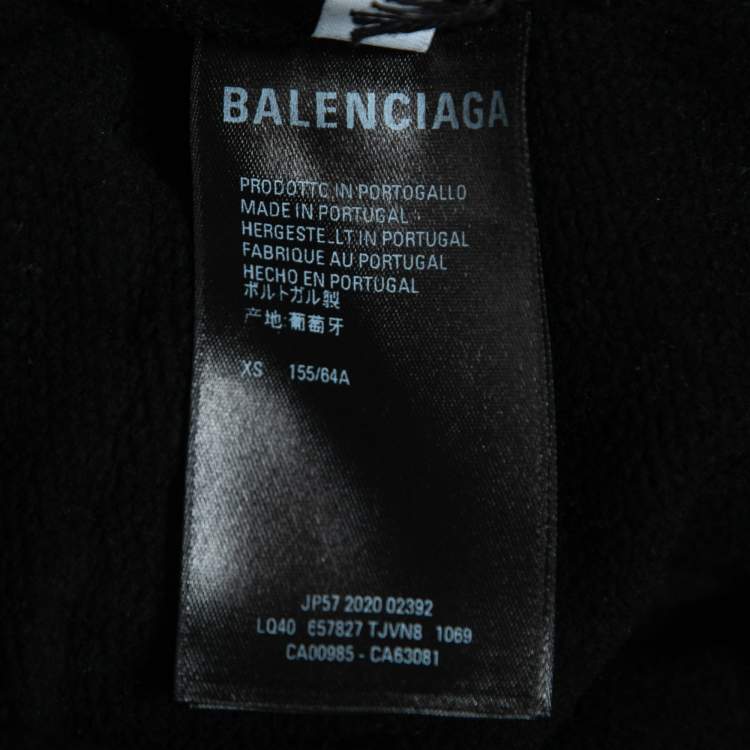 BALENCIAGA
PRODOTTO IN PORTOGALLO
MADE IN PORTUGAL
HERGESTELLT IN PORTUGAL
FABRIQUE AU PORTUGAL
HECHO EN PORTUGAL
ポルトガル製
产地:葡萄牙
XS 155/64A
JP57 2020 02392
LQ40 657827 TJVN8 1069
CA00985 - CA63081